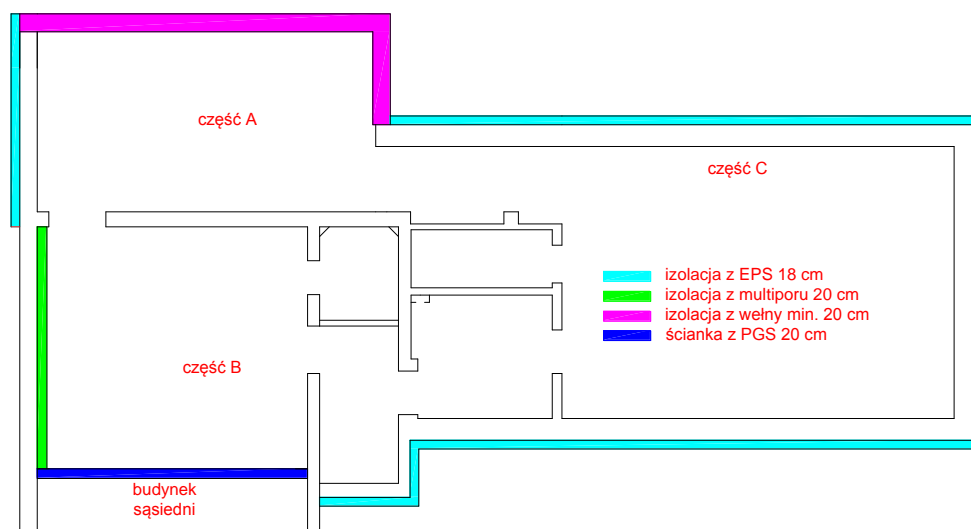 część A
część C
izolacja z EPS 18 cm
izolacja z multiporu 20 cm
izolacja z wełny min. 20 cm
ścianka z PGS 20 cm
część B
budynek
sąsiedni